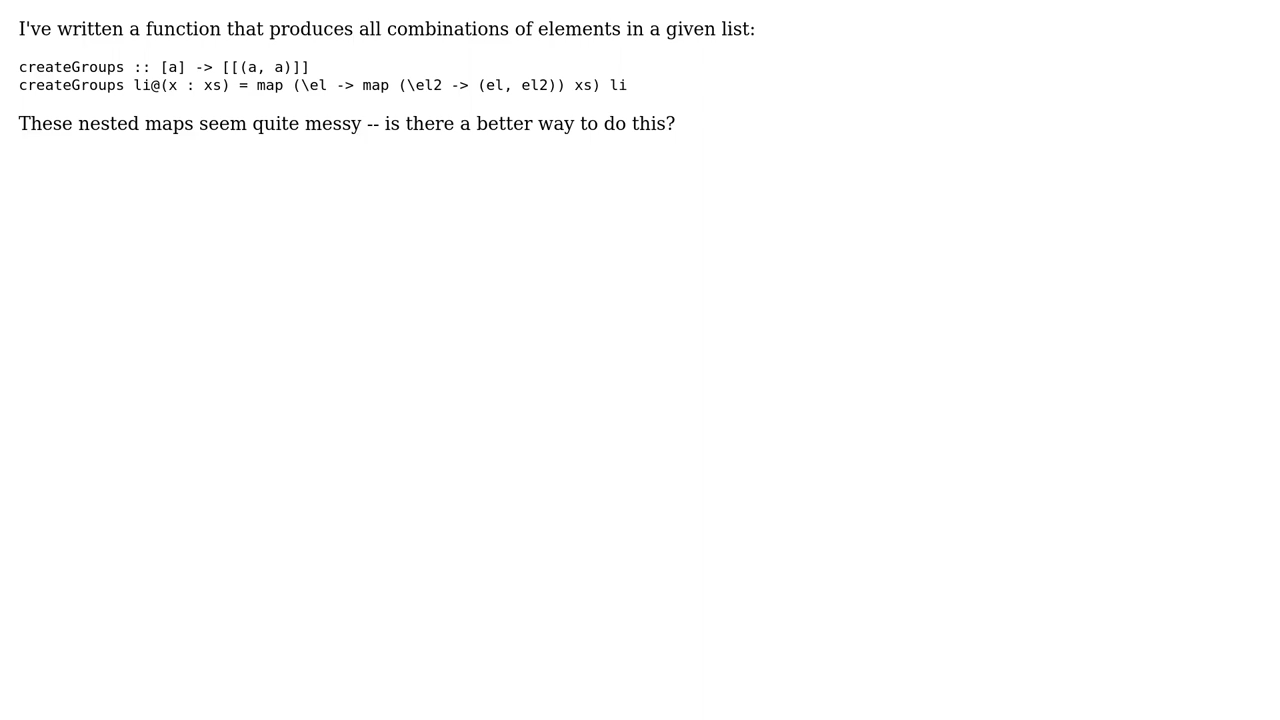 I've written a function that produces all combinations of elements in a given list:
createGroups :: [a] -> [[(a, a)]]
createGroups li@(x : xs) = map (\el -> map (\el2 -> (el, el2)) xs) li
These nested maps seem quite messy -- is there a better way to do this?